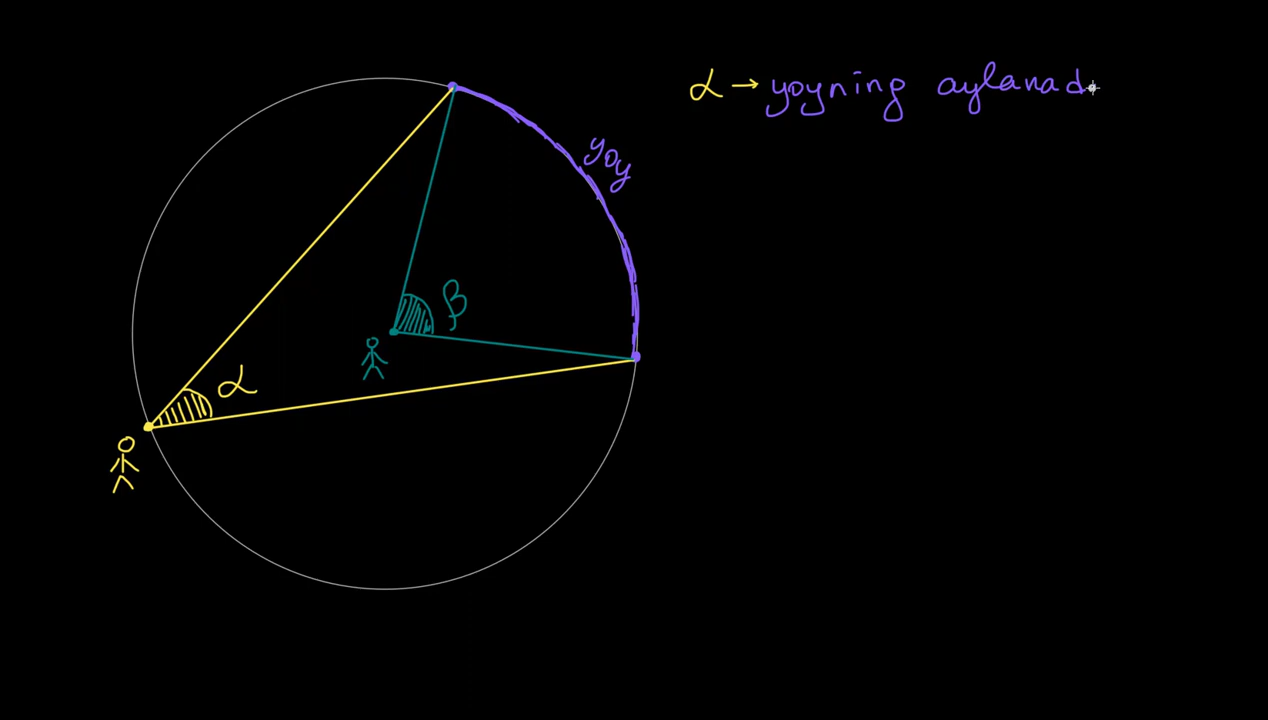 α → yoyning aylanad
yoy
β
α